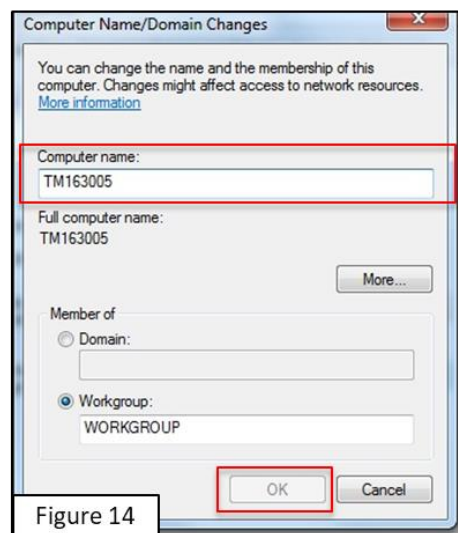 Computer Name/Domain Changes
You can change the name and the membership of this
computer. Changes might affect access to network resources.
More information
Computer name:
TM163005
Full computer name:
TM163005
More...
Member of
Domain:
Workgroup:
WORKGROUP
OK
Cancel
Figure 14